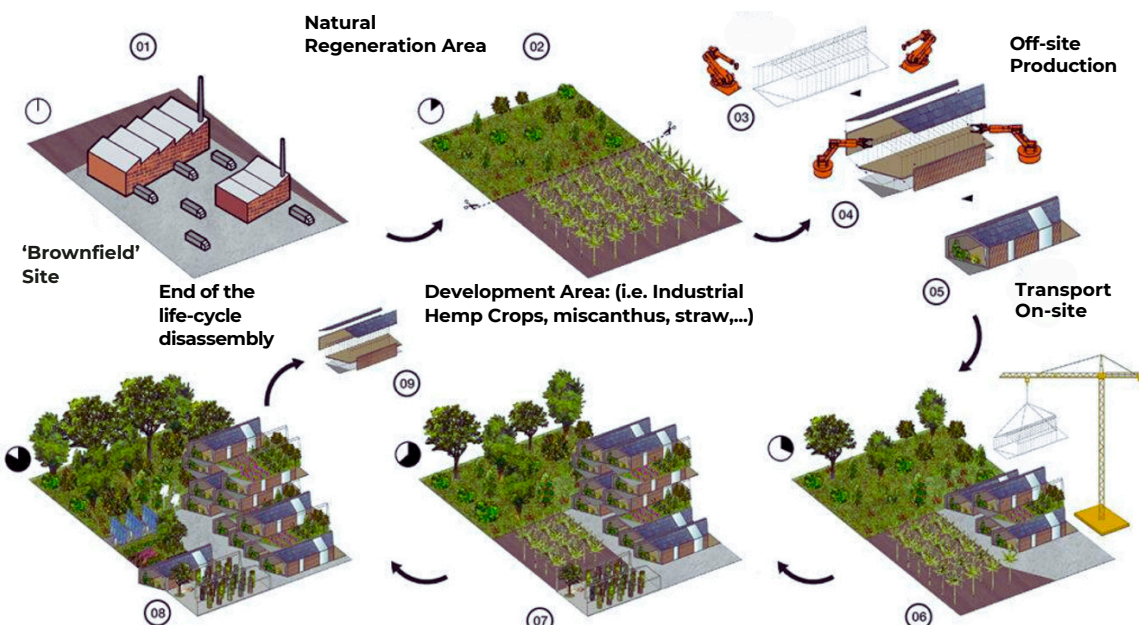 01
Natural
Regeneration Area
02
03
Off-site
Production
04
‘Brownfield’
Site
End of the
life-cycle
disassembly
Development Area: (i.e. Industrial
Hemp Crops, miscanthus, straw,...)
05
Transport
On-site
09
08
07
06